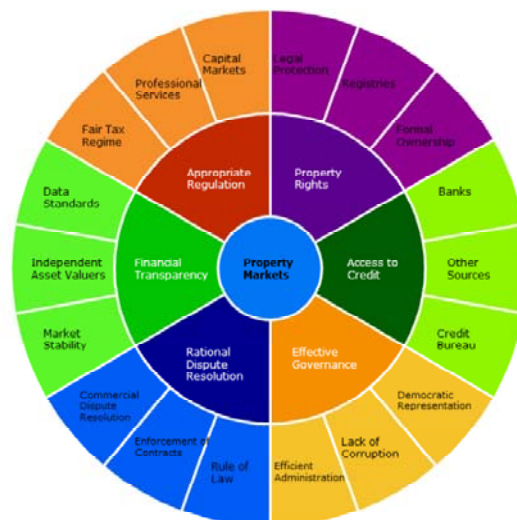 Capital
Markets
Legal
Protection
Professional
Services
Registries
Fair Tax
Regime
Formal
Ownership
Appropriate
Regulation
Property
Rights
Data
Standards
Banks
Independent
Asset Valuers
Financial
Transparency
Property
Markets
Access to
Credit
Other
Sources
Market
Stability
Credit
Bureau
Rational
Dispute
Resolution
Effective
Governance
Commercial
Dispute
Resolution
Democratic
Representation
Enforcement of
Contracts
Lack of
Corruption
Rule of
Law
Efficient
Administration